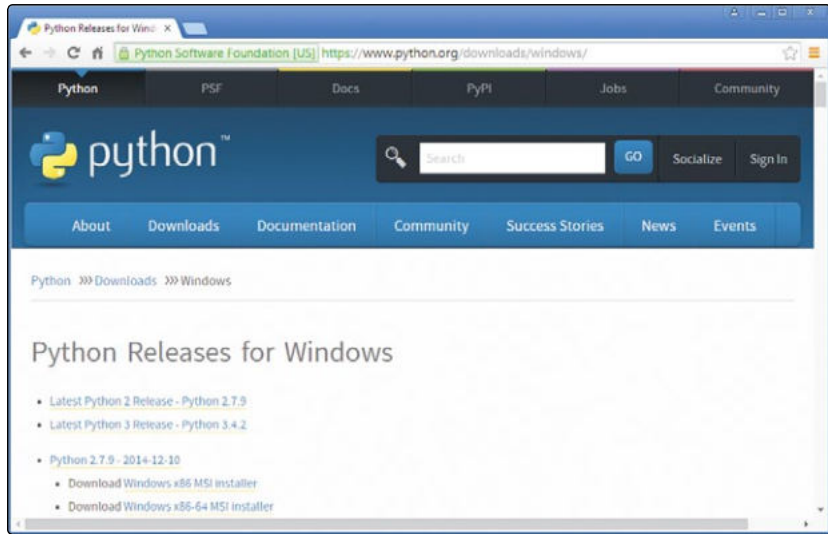 Python Releases for Wind
Python Software Foundation [US] https://www.python.org/downloads/windows/
Python PSF Docs PyPI Jobs Community
python™
Search GO Socialize Sign In
About Downloads Documentation Community Success Stories News Events
Python »» Downloads »» Windows
Python Releases for Windows
• Latest Python 2 Release - Python 2.7.9
• Latest Python 3 Release - Python 3.4.2
• Python 2.7.9 - 2014-12-10
• Download Windows x86 MSI installer
• Download Windows x86-64 MSI installer